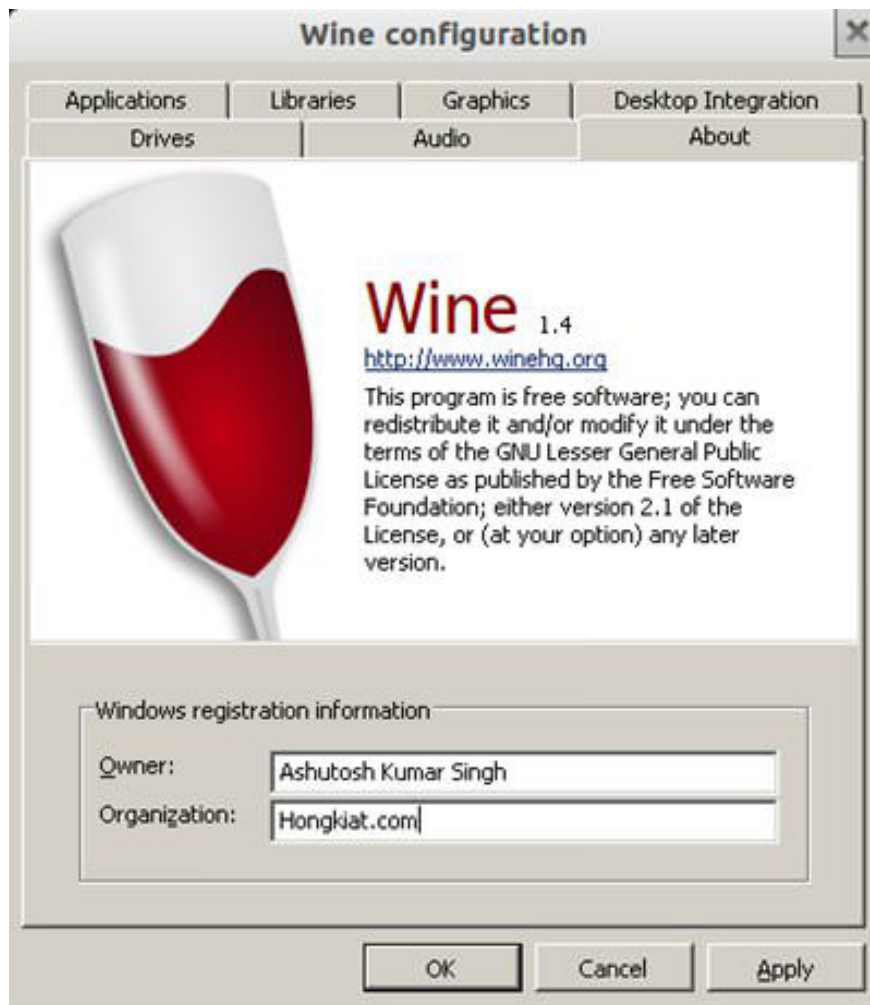 Wine configuration
Applications Libraries Graphics Desktop Integration
Drives Audio About
Wine 1.4
http://www.winehq.org
This program is free software; you can
redistribute it and/or modify it under the
terms of the GNU Lesser General Public
License as published by the Free Software
Foundation; either version 2.1 of the
License, or (at your option) any later
version.
Windows registration information
Owner: Ashutosh Kumar Singh
Organization: Hongkiat.com
OK Cancel Apply